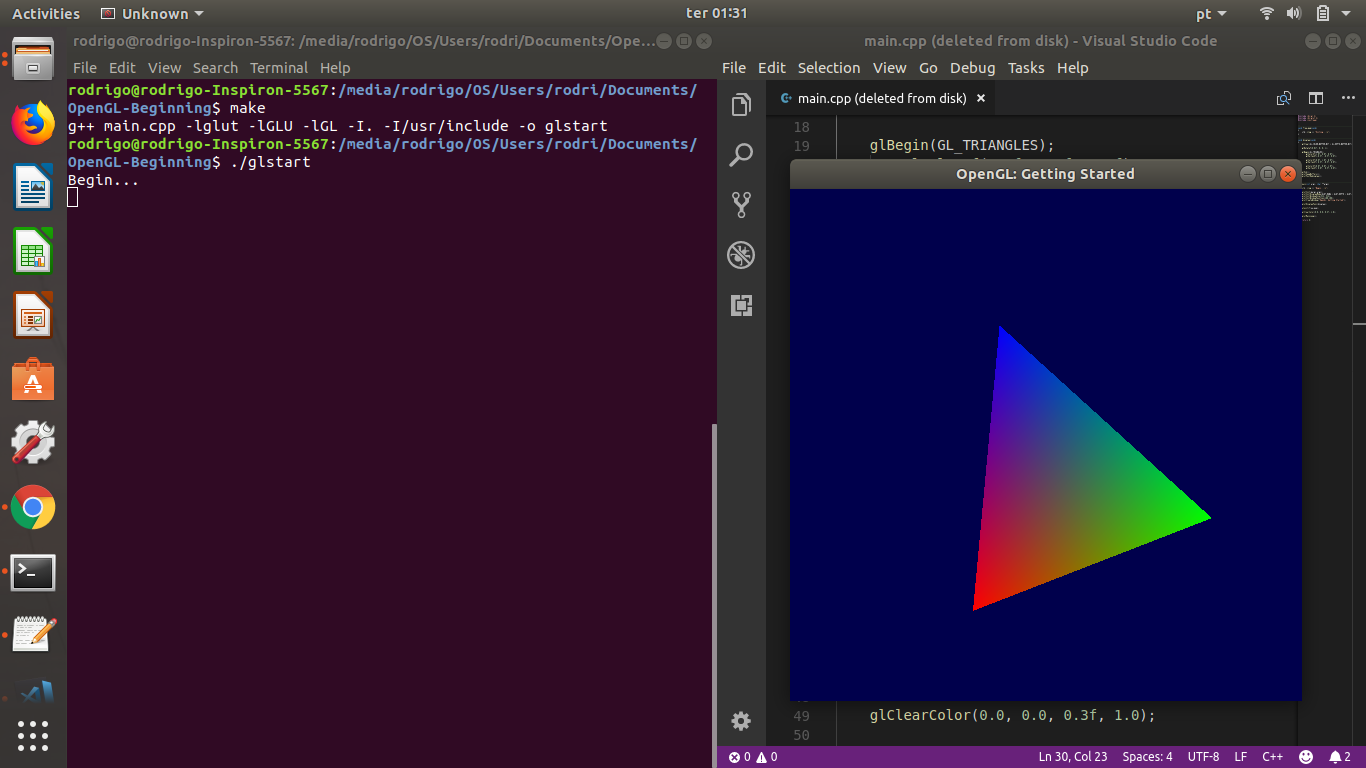 Activities Unknown ter 01:31 pt
rodrigo@rodrigo-Inspiron-5567: /media/rodrigo/OS/Users/rodri/Documents/Ope...
File Edit View Search Terminal Help
rodrigo@rodrigo-Inspiron-5567:/media/rodrigo/OS/Users/rodri/Documents/
OpenGL-Beginning$ make
g++ main.cpp -lglut -lGLU -lGL -I. -I/usr/include -o glstart
rodrigo@rodrigo-Inspiron-5567:/media/rodrigo/OS/Users/rodri/Documents/
OpenGL-Beginning$ ./glstart
Begin...
main.cpp (deleted from disk) - Visual Studio Code
File Edit Selection View Go Debug Tasks Help
main.cpp (deleted from disk)
18
19 glBegin(GL_TRIANGLES);
OpenGL: Getting Started
49 glClearColor(0.0, 0.0, 0.3f, 1.0);
50
0 0 Ln 30, Col 23 Spaces: 4 UTF-8 LF C++ 2